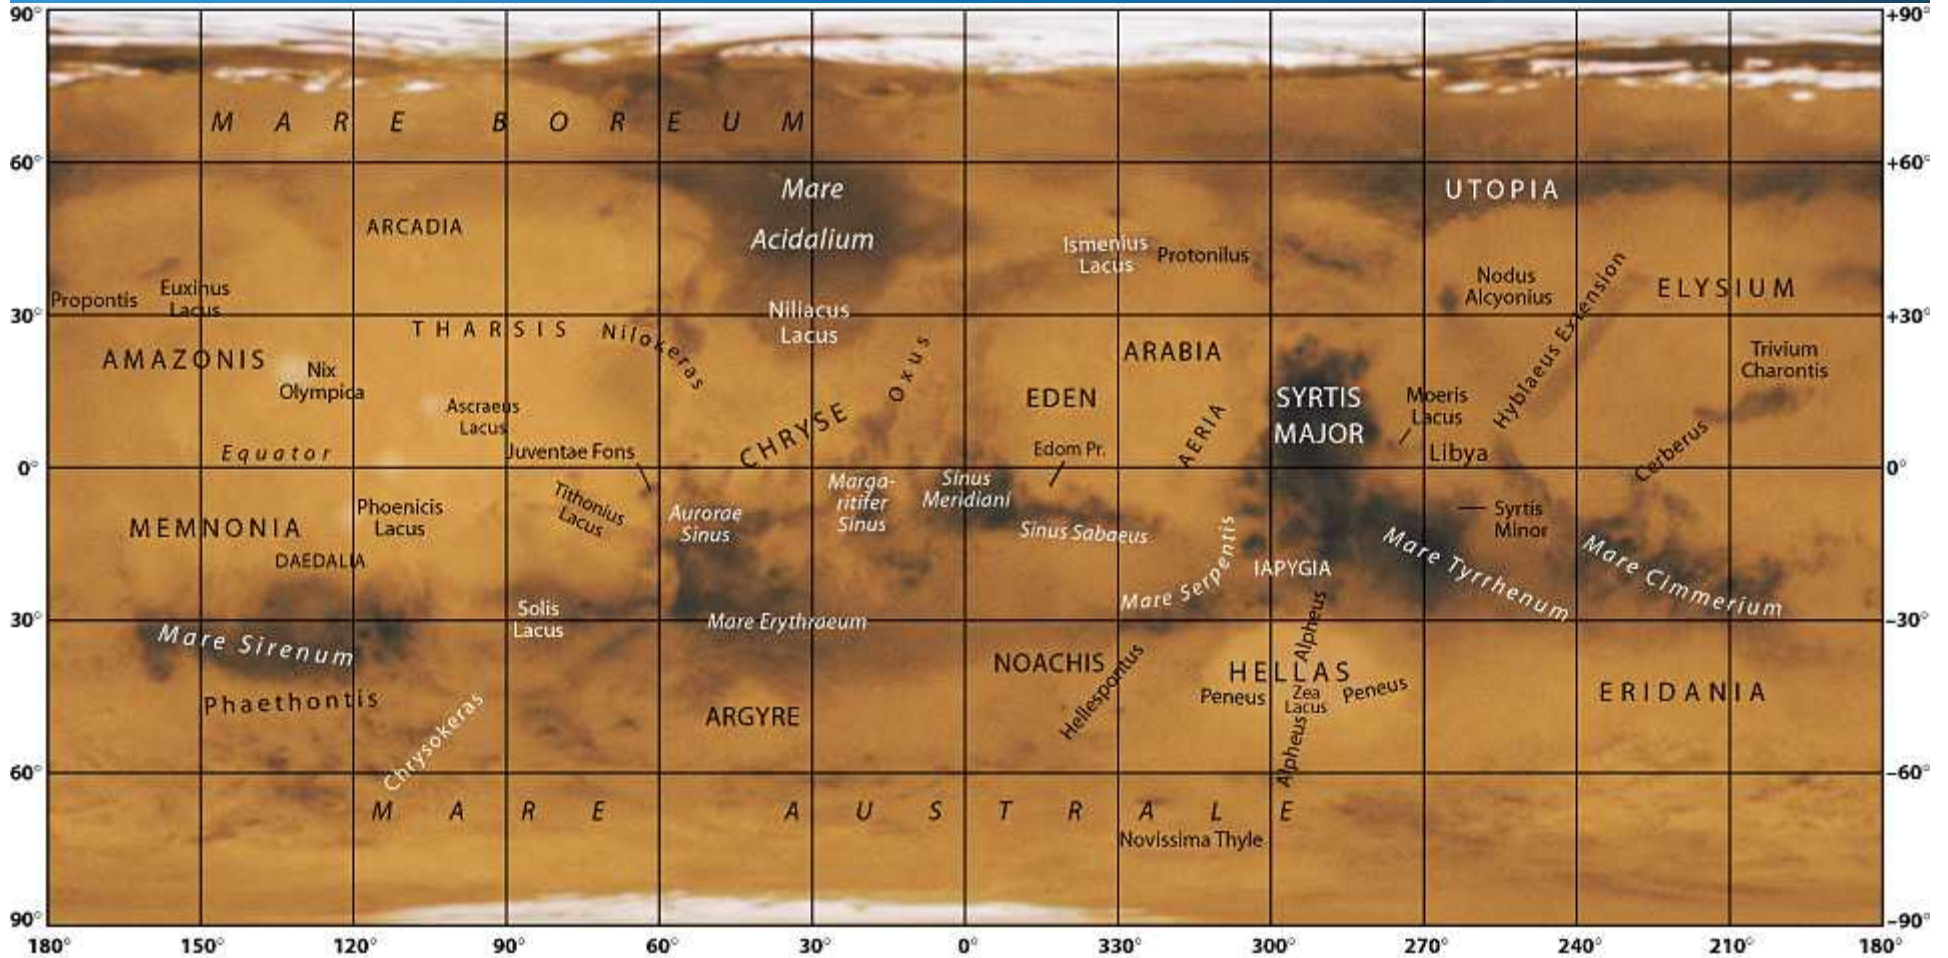 90°
+90°
MARE BOREUM
60°
+60°
Mare
Acidalium
UTOPIA
ARCADIA
Ismenius
Lacus
Protonilus
Propontis
Euxinus
Lacus
Nodus
Alcyonius
Hyblaeus Extension
ELYSIUM
30°
+30°
Niliacus
Lacus
THARSIS
Nilokeras
Oxus
ARABIA
AMAZONIS
Nix
Olympica
Trivium
Charontis
Ascraeus
Lacus
CHRYSE
EDEN
AERIA
SYRTIS
MAJOR
Moeris
Lacus
Equator
Juventae Fons
Edom Pr.
Libya
Cerberus
0°
0°
Phoenicis
Lacus
Tithonius
Lacus
Aurorae
Sinus
Marga-
ritifer
Sinus
Sinus
Meridiani
Sinus Sabaeus
Syrtis
Minor
MEMNONIA
DAEDALIA
Mare Serpentis
IAPYGIA
Mare Tyrrhenum
Mare Cimmerium
30°
-30°
Solis
Lacus
Mare Erythraeum
Mare Sirenum
NOACHIS
Hellespontus
Alpheus
HELLAS
Peneus
Zea
Lacus
Peneus
ERIDANIA
Phaethontis
Chrysokeras
ARGYRE
Alpheus
60°
-60°
MARE AUSTRALE
Novissima Thyle
90°
-90°
180° 150° 120° 90° 60° 30° 0° 330° 300° 270° 240° 210° 180°